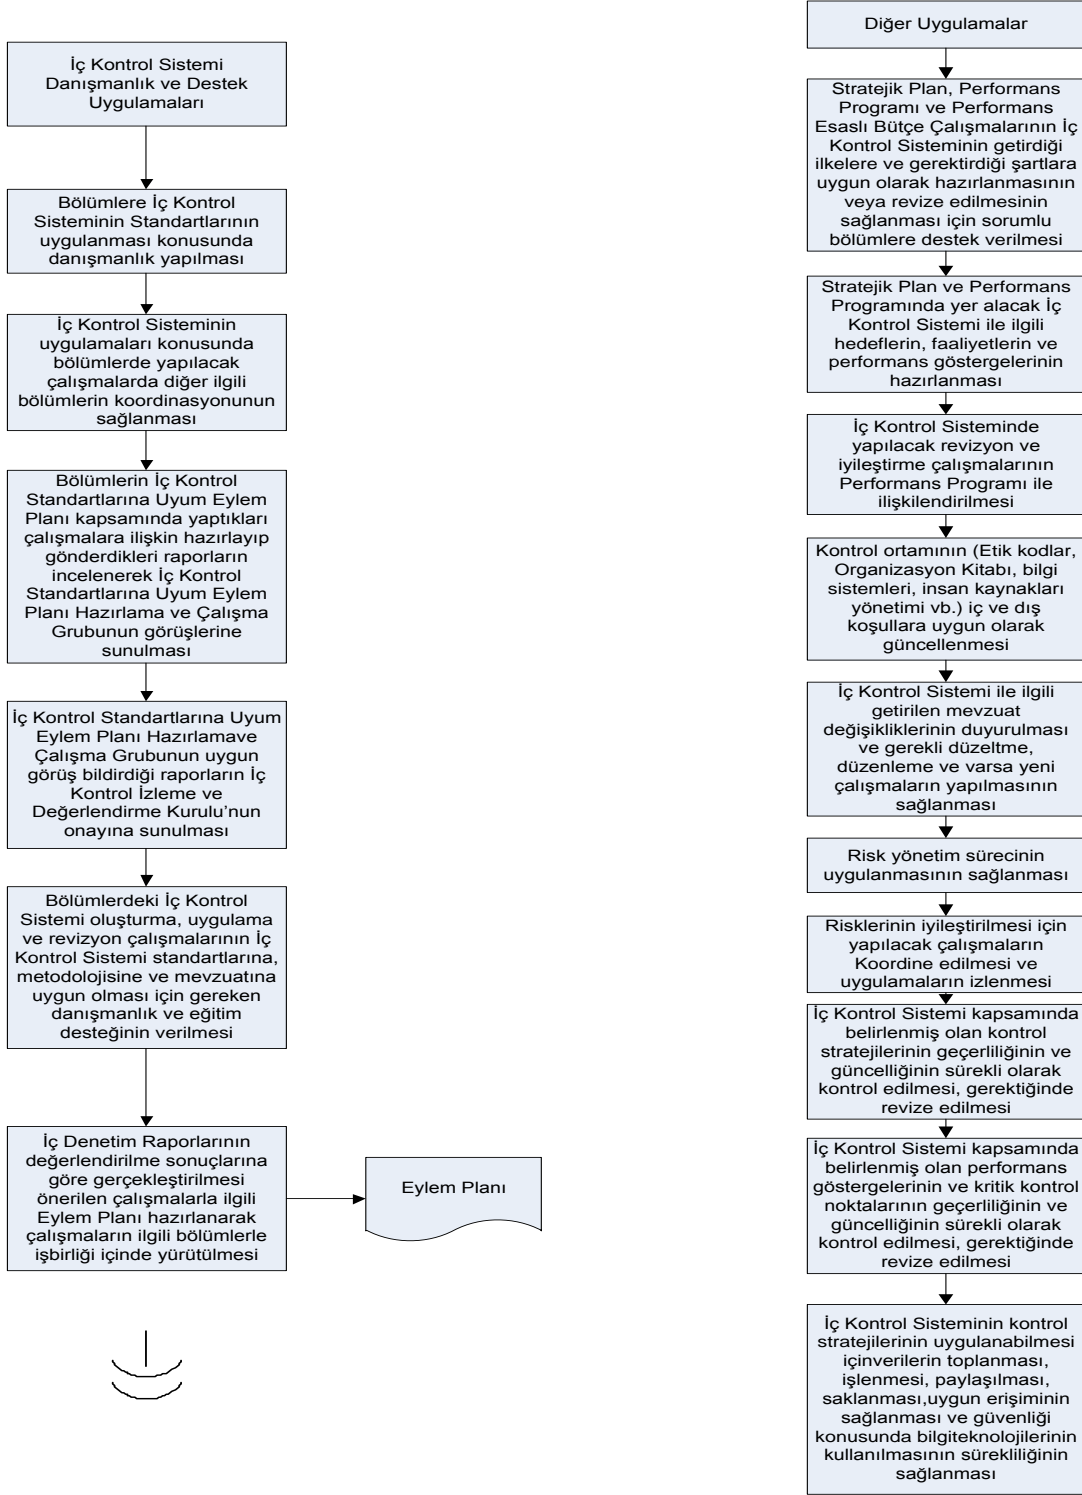 İç Kontrol Sistemi
Danışmanlık ve Destek
Uygulamaları
Bölümlere İç Kontrol
Sisteminin Standartlarının
uygulanması konusunda
danışmanlık yapılması
İç Kontrol Sisteminin
uygulamaları konusunda
bölümlerde yapılacak
çalışmalarda diğer ilgili
bölümlerin koordinasyonunun
sağlanması
Bölümlerin İç Kontrol
Standartlarına Uyum Eylem
Planı kapsamında yaptıkları
çalışmalara ilişkin hazırlayıp
gönderdikleri raporların
incelenerek İç Kontrol
Standartlarına Uyum Eylem
Planı Hazırlama ve Çalışma
Grubunun görüşlerine
sunulması
İç Kontrol Standartlarına Uyum
Eylem Planı Hazırlamave
Çalışma Grubunun uygun
görüş bildirdiği raporların İç
Kontrol İzleme ve
Değerlendirme Kurulu’nun
onayına sunulması
Bölümlerdeki İç Kontrol
Sistemi oluşturma, uygulama
ve revizyon çalışmalarının İç
Kontrol Sistemi standartlarına,
metodolojisine ve mevzuatına
uygun olması için gereken
danışmanlık ve eğitim
desteğinin verilmesi
İç Denetim Raporlarının
değerlendirilme sonuçlarına
göre gerçekleştirilmesi
önerilen çalışmalarla ilgili
Eylem Planı hazırlanarak
çalışmaların ilgili bölümlerle
işbirliği içinde yürütülmesi
Eylem Planı
Diğer Uygulamalar
Stratejik Plan, Performans
Programı ve Performans
Esaslı Bütçe Çalışmalarının İç
Kontrol Sisteminin getirdiği
ilkelere ve gerektirdiği şartlara
uygun olarak hazırlanmasının
veya revize edilmesinin
sağlanması için sorumlu
bölümlere destek verilmesi
Stratejik Plan ve Performans
Programında yer alacak İç
Kontrol Sistemi ile ilgili
hedeflerin, faaliyetlerin ve
performans göstergelerinin
hazırlanması
İç Kontrol Sisteminde
yapılacak revizyon ve
iyileştirme çalışmalarının
Performans Programı ile
ilişkilendirilmesi
Kontrol ortamının (Etik kodlar,
Organizasyon Kitabı, bilgi
sistemleri, insan kaynakları
yönetimi vb.) iç ve dış
koşullara uygun olarak
güncellenmesi
İç Kontrol Sistemi ile ilgili
getirilen mevzuat
değişikliklerinin duyurulması
ve gerekli düzeltme,
düzenleme ve varsa yeni
çalışmaların yapılmasının
sağlanması
Risk yönetim sürecinin
uygulanmasının sağlanması
Risklerinin iyileştirilmesi için
yapılacak çalışmaların
Koordine edilmesi ve
uygulamaların izlenmesi
İç Kontrol Sistemi kapsamında
belirlenmiş olan kontrol
stratejilerinin geçerliliğinin ve
güncelliğinin sürekli olarak
kontrol edilmesi, gerektiğinde
revize edilmesi
İç Kontrol Sistemi kapsamında
belirlenmiş olan performans
göstergelerinin ve kritik kontrol
noktalarının geçerliliğinin ve
güncelliğinin sürekli olarak
kontrol edilmesi, gerektiğinde
revize edilmesi
İç Kontrol Sisteminin kontrol
stratejilerinin uygulanabilmesi
içinverilerin toplanması,
işlenmesi, paylaşılması,
saklanması,uygun erişiminin
sağlanması ve güvenliği
konusunda bilgiteknolojilerinin
kullanılmasının sürekliliğinin
sağlanması